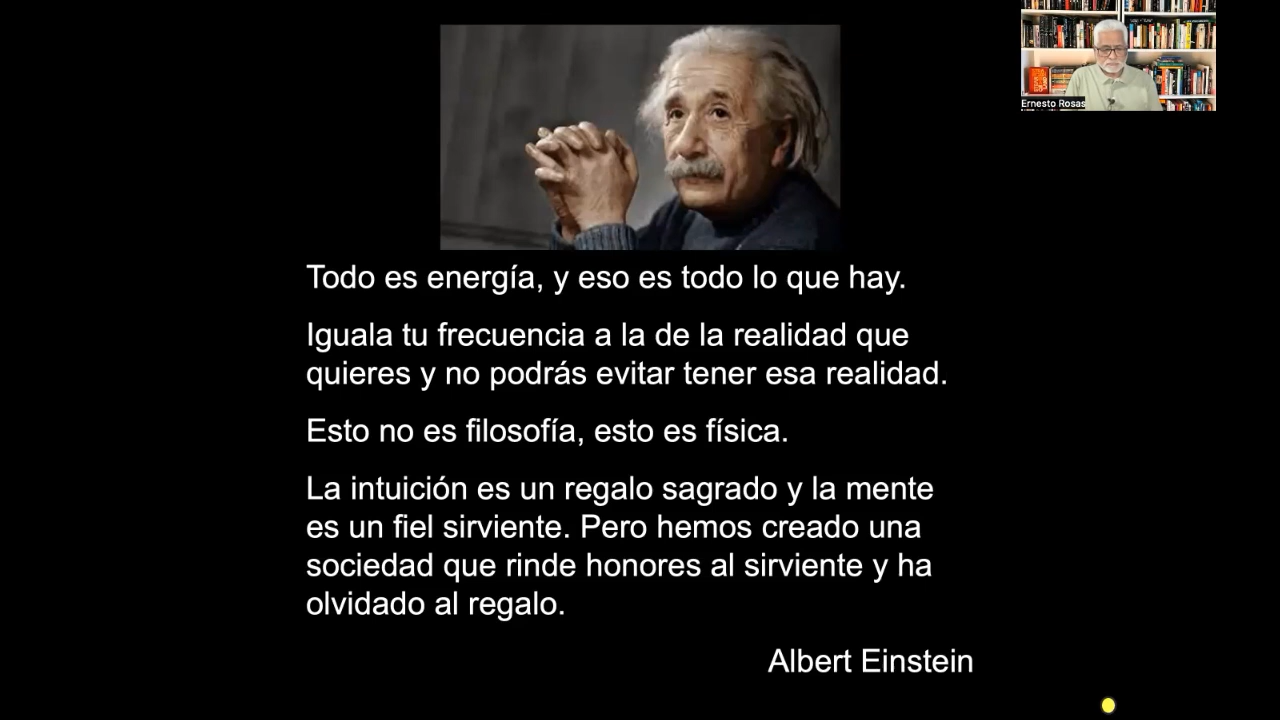 Ernesto Rosas
Todo es energía, y eso es todo lo que hay.
Iguala tu frecuencia a la de la realidad que
quieres y no podrás evitar tener esa realidad.
Esto no es filosofía, esto es física.
La intuición es un regalo sagrado y la mente
es un fiel sirviente. Pero hemos creado una
sociedad que rinde honores al sirviente y ha
olvidado al regalo.
Albert Einstein